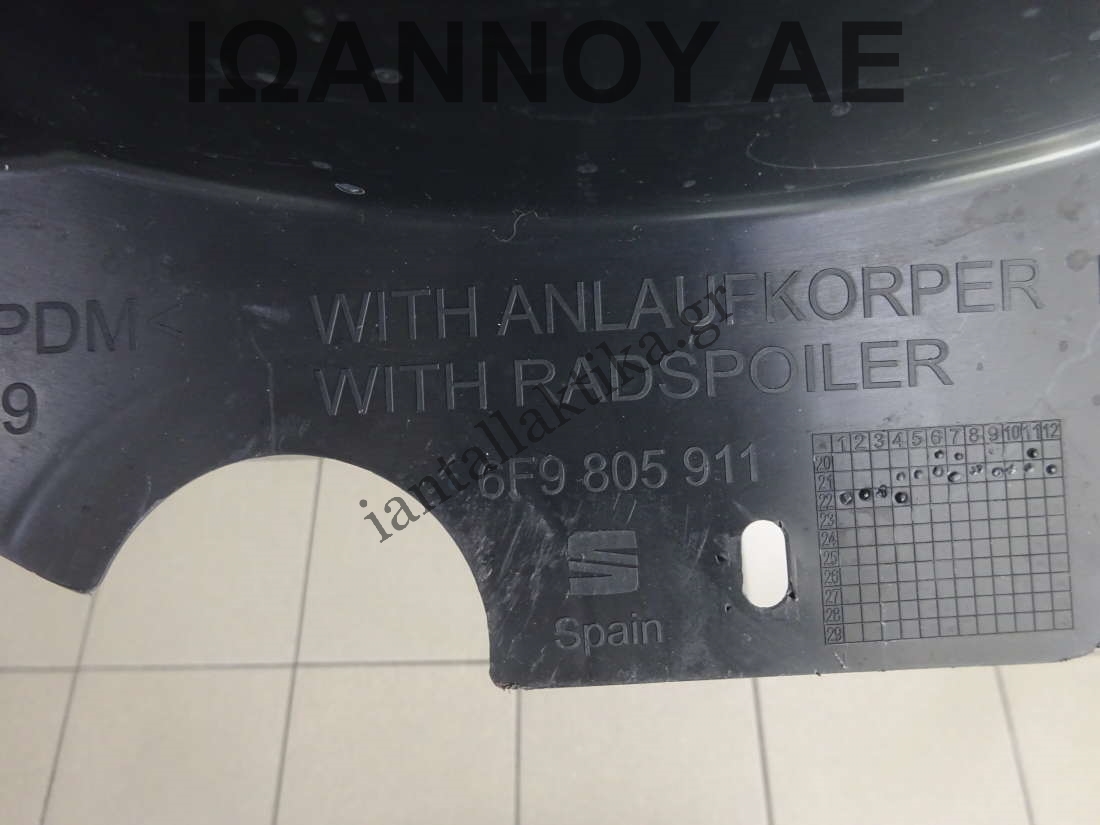 ΙΩΑΝΝΟΥ ΑΕ
PDM<
9
WITH ANLAUFKORPER
WITH RADSPOILER
6F9 805 911
Spain
iantallaktika.gr
1 2 3 4 5 6 7 8 9 10 11 12
20
21
22
23
24
25
26
27
28
29